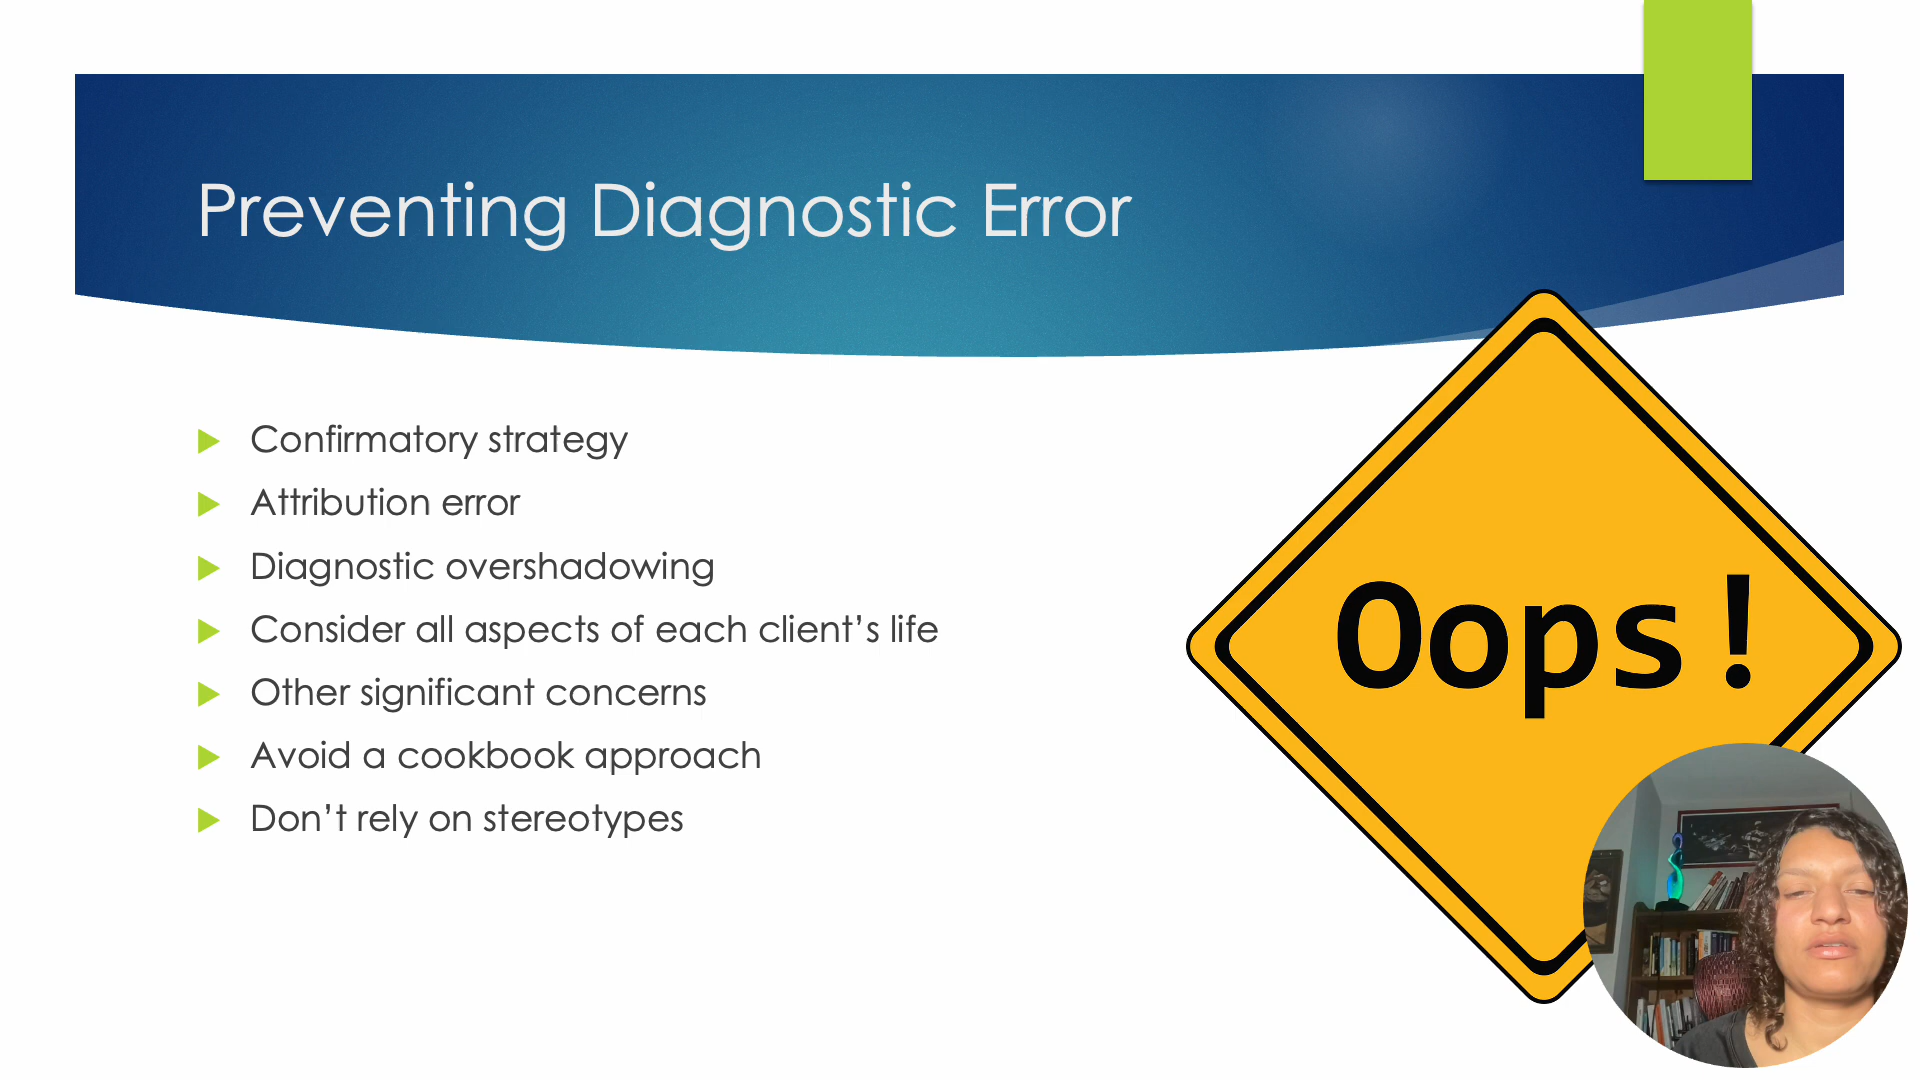 Preventing Diagnostic Error
Confirmatory strategy
Attribution error
Diagnostic overshadowing
Consider all aspects of each client’s life
Other significant concerns
Avoid a cookbook approach
Don’t rely on stereotypes
Oops!